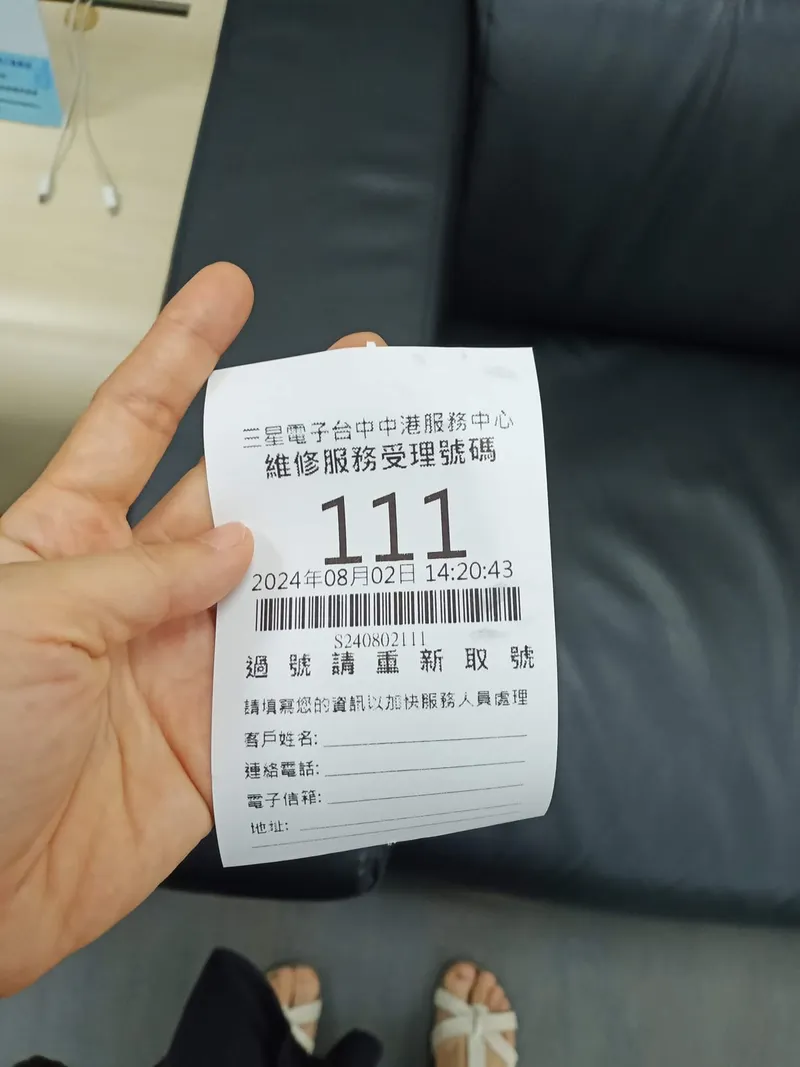 三星電子台中中港服務中心
維修服務受理號碼
111
2024年08月02日 14:20:43
S240802111
過號請重新取號
請填寫您的資訊以加快服務人員處理
客戶姓名:
連絡電話:
電子信箱:
地址: